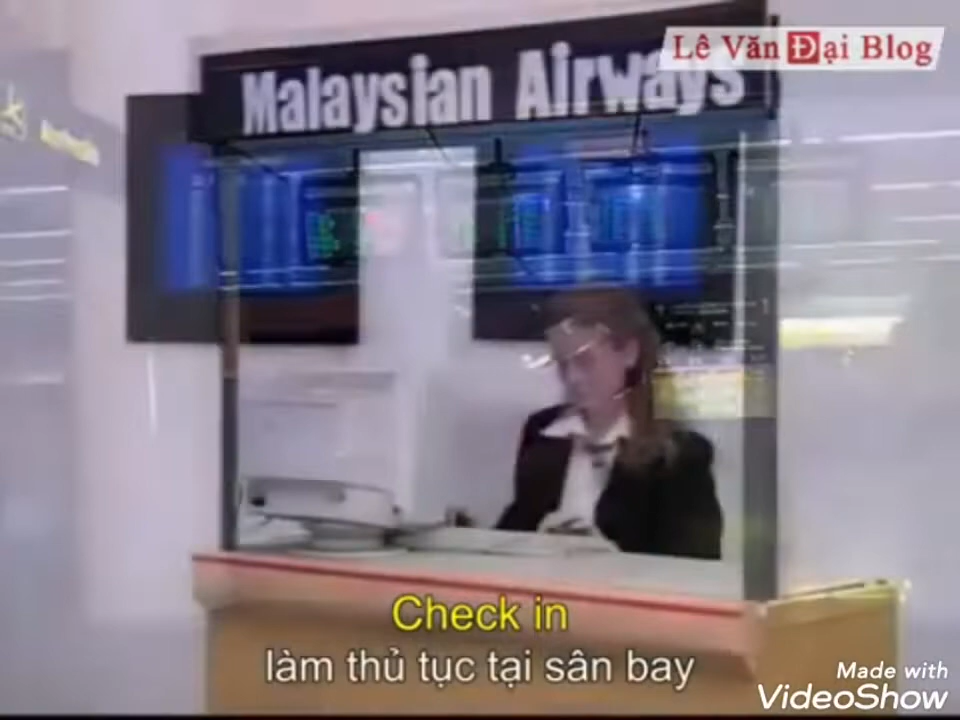 Lê Văn Đại Blog
Malaysian Airways
Check in
làm thủ tục tại sân bay
Made with
VideoShow